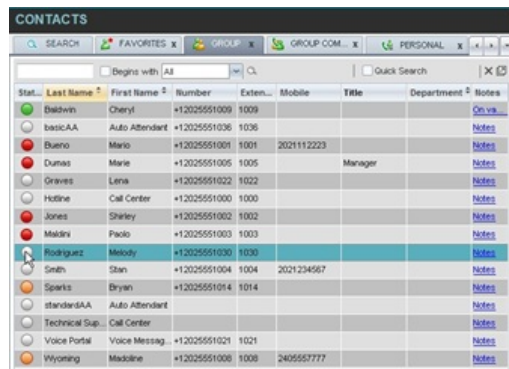 CONTACTS
SEARCH FAVORITES x GROUP x GROUP COM... x PERSONAL x
Begins with All Quick Search
Stat... Last Name First Name Number Exten... Mobile Title Department Notes
Baldwin Cheryl +12025551009 1009 On va...
basicAA Auto Attendant +12025551036 1036 Notes
Bueno Mario +12025551001 1001 2021112223 Notes
Dumas Marie +12025551005 1005 Manager Notes
Graves Lena +12025551022 1022 Notes
Hotline Call Center +12025551000 1000 Notes
Jones Shirley +12025551002 1002 Notes
Maldini Paolo +12025551003 1003 Notes
Rodriguez Melody +12025551030 1030 Notes
Smith Stan +12025551004 1004 2021234567 Notes
Sparks Bryan +12025551014 1014 Notes
standardAA Auto Attendant Notes
Technical Sup... Call Center Notes
Voice Portal Voice Messag... +12025551021 1021 Notes
Wyoming Madoline +12025551008 1008 2405557777 Notes